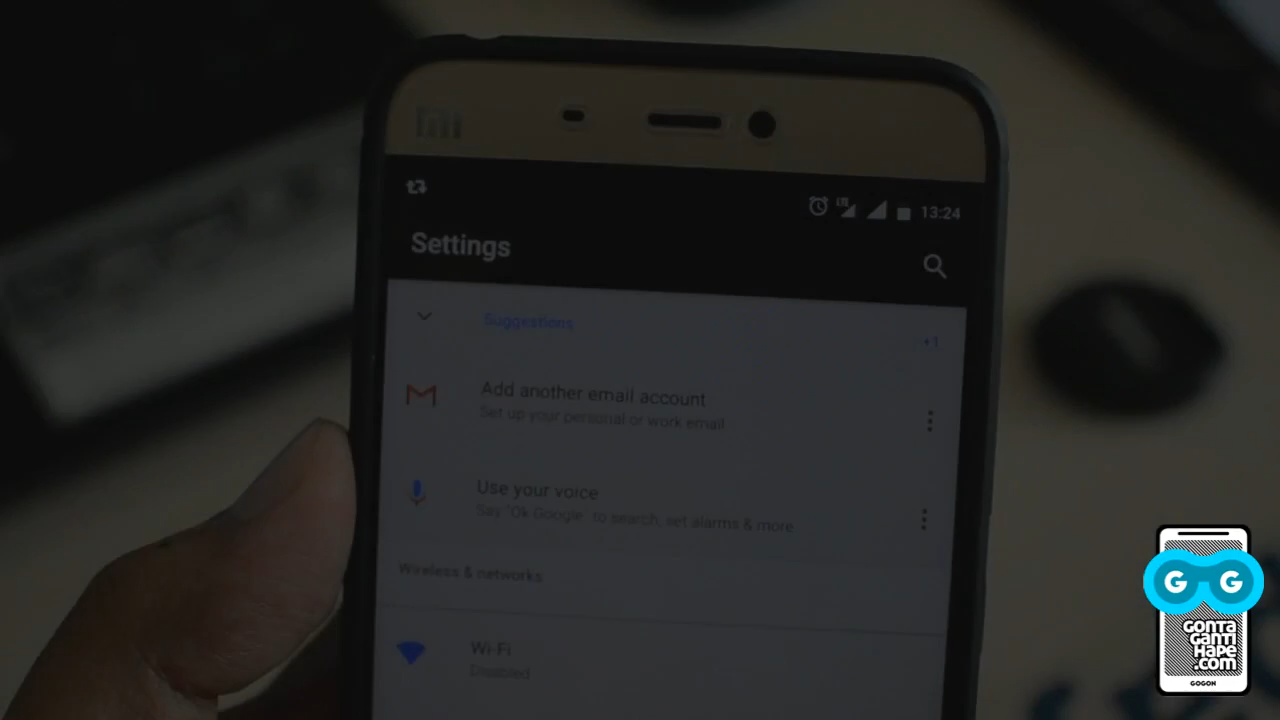 mi
LTE
13:24
Settings
Suggestions
+1
Add another email account
Set up your personal or work email
Use your voice
Say "Ok Google" to search, set alarms & more
Wireless & networks
Wi-Fi
Disabled
G G
GONTA
GANTI
HAPE
.com
GOGON